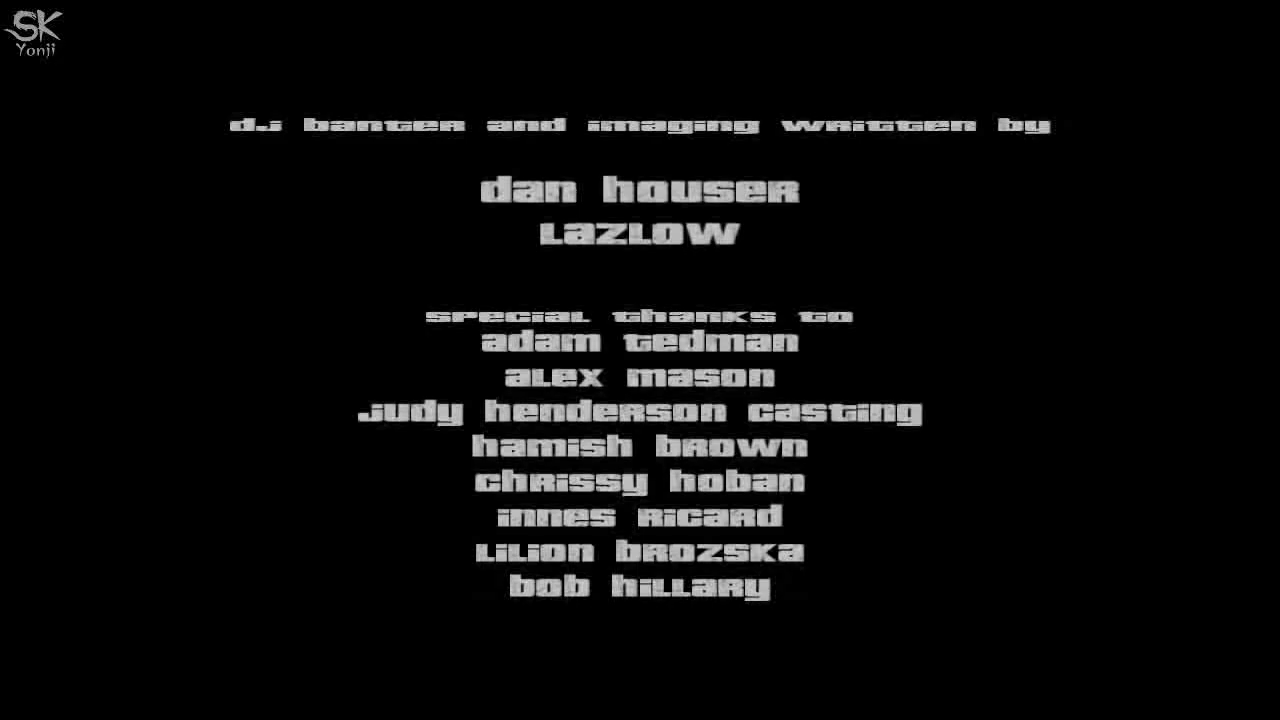 SK
Yonji
DJ BANTER AND IMAGING WRITTEN BY
DAN HOUSER
LAZLOW
SPECIAL THANKS TO
ADAM TEDMAN
ALEX MASON
JUDY HENDERSON CASTING
HAMISH BROWN
CHRISSY HOBAN
INNES RICARD
LILION BROZSKA
BOB HILLARY